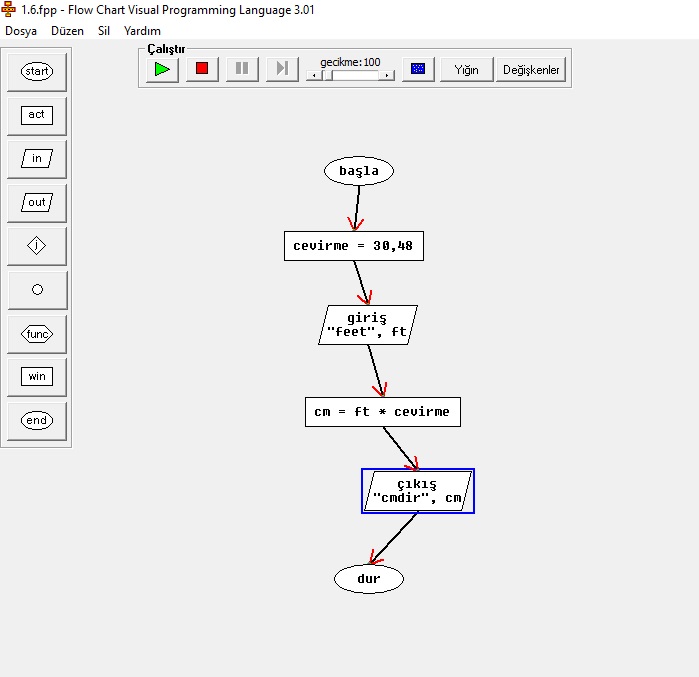 1.6.fpp - Flow Chart Visual Programming Language 3.01
Dosya Düzen Sil Yardım
Çalıştır
gecikme:100
Yığın
Değişkenler
start
act
in
out
j
func
win
end
başla
cevirme = 30,48
giriş
"feet", ft
cm = ft * cevirme
çıkış
"cmdir", cm
dur